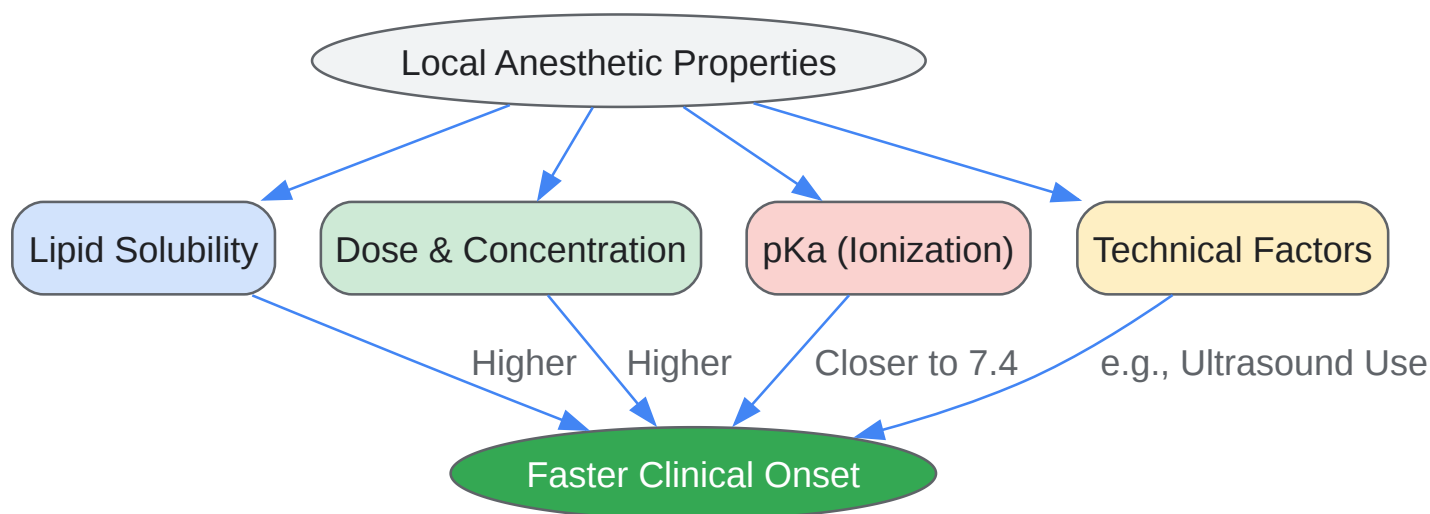 Local Anesthetic Properties
Lipid Solubility
Dose & Concentration
pKa (Ionization)
Technical Factors
Higher
Higher
Closer to 7.4
e.g., Ultrasound Use
Faster Clinical Onset